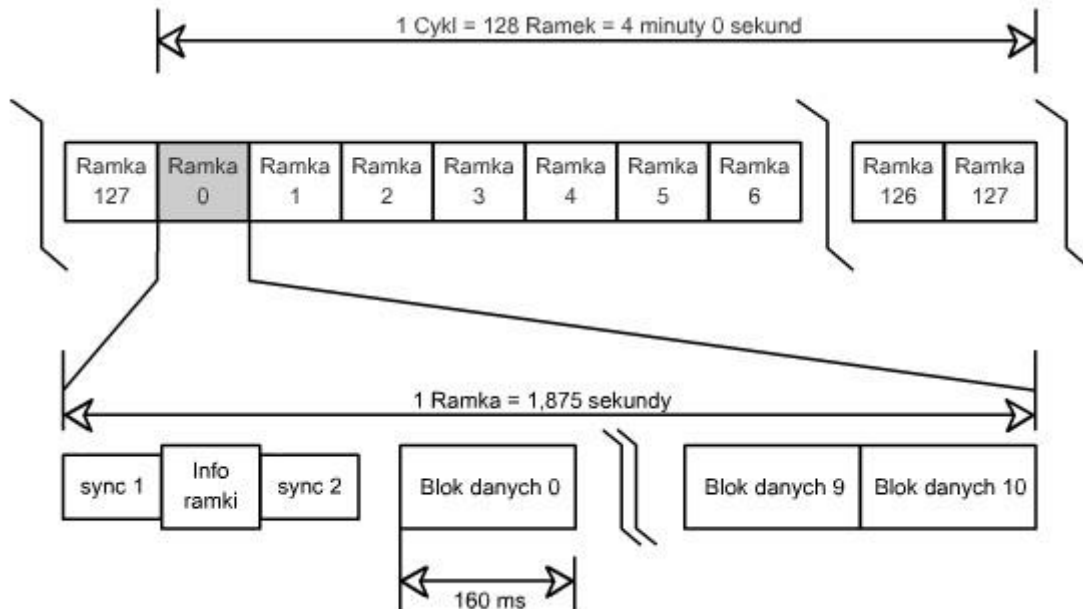 1 Cykl = 128 Ramek = 4 minuty 0 sekund
Ramka 127
Ramka 0
Ramka 1
Ramka 2
Ramka 3
Ramka 4
Ramka 5
Ramka 6
Ramka 126
Ramka 127
1 Ramka = 1,875 sekundy
sync 1
Info
ramki
sync 2
Blok danych 0
Blok danych 9
Blok danych 10
160 ms